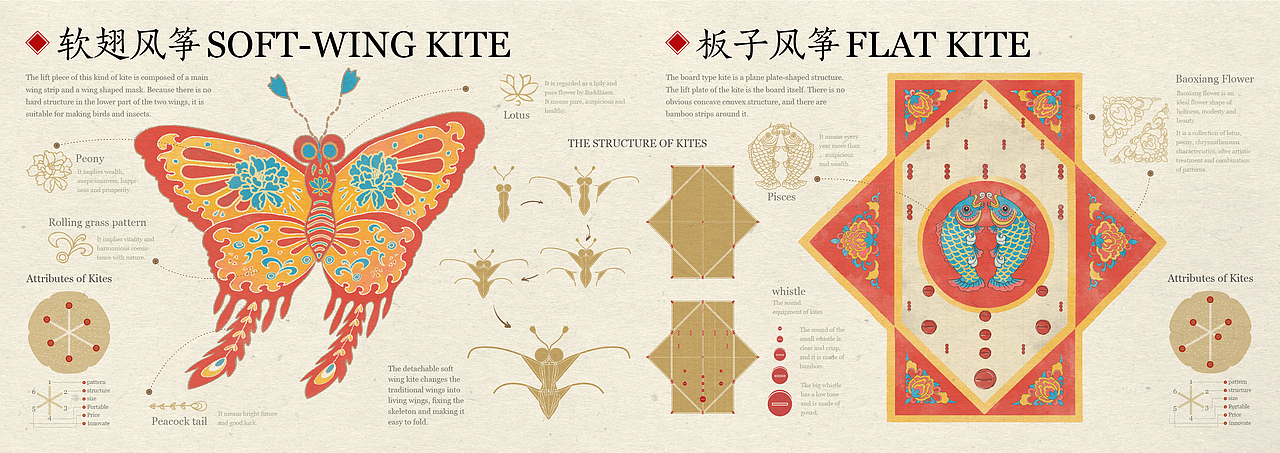 软翅风筝 SOFT-WING KITE
The lift piece of this kind of kite is composed of a main
wing strip and a wing shaped mask. Because there is no
hard structure in the lower part of the two wings, it is
suitable for making birds and insects.
Lotus
It is regarded as a holy and
pure flower by Buddhism.
It means pure, auspicious and
healthy.
Peony
It implies wealth,
auspiciousness, happi-
ness and prosperity.
Rolling grass pattern
It implies vitality and
harmonious coexis-
tence with nature.
Attributes of Kites
1
2
3
4
5
6
pattern
structure
size
Portable
Price
innovate
Peacock tail
It means bright future
and good luck.
The detachable soft
wing kite changes the
traditional wings into
living wings, fixing the
skeleton and making it
easy to fold.
THE STRUCTURE OF KITES
板子风筝 FLAT KITE
The board type kite is a plane plate-shaped structure.
The lift plate of the kite is the board itself. There is no
obvious concave convex structure, and there are
bamboo strips around it.
It means every
year more than
, auspicious
and wealth.
Pisces
whistle
The sound
equipment of kites
The sound of the
small whistle is
clear and crisp,
and it is made of
bamboo.
The big whistle
has a low tone
and is made of
gourd.
Baoxiang Flower
Baoxiang flower is an
ideal flower shape of
holiness, modesty and
beauty.
It is a collection of lotus,
peony, chrysanthemum
characteristics, after artistic
treatment and combination
of patterns.
Attributes of Kites
1
2
3
4
5
6
pattern
structure
size
Portable
Price
innovate